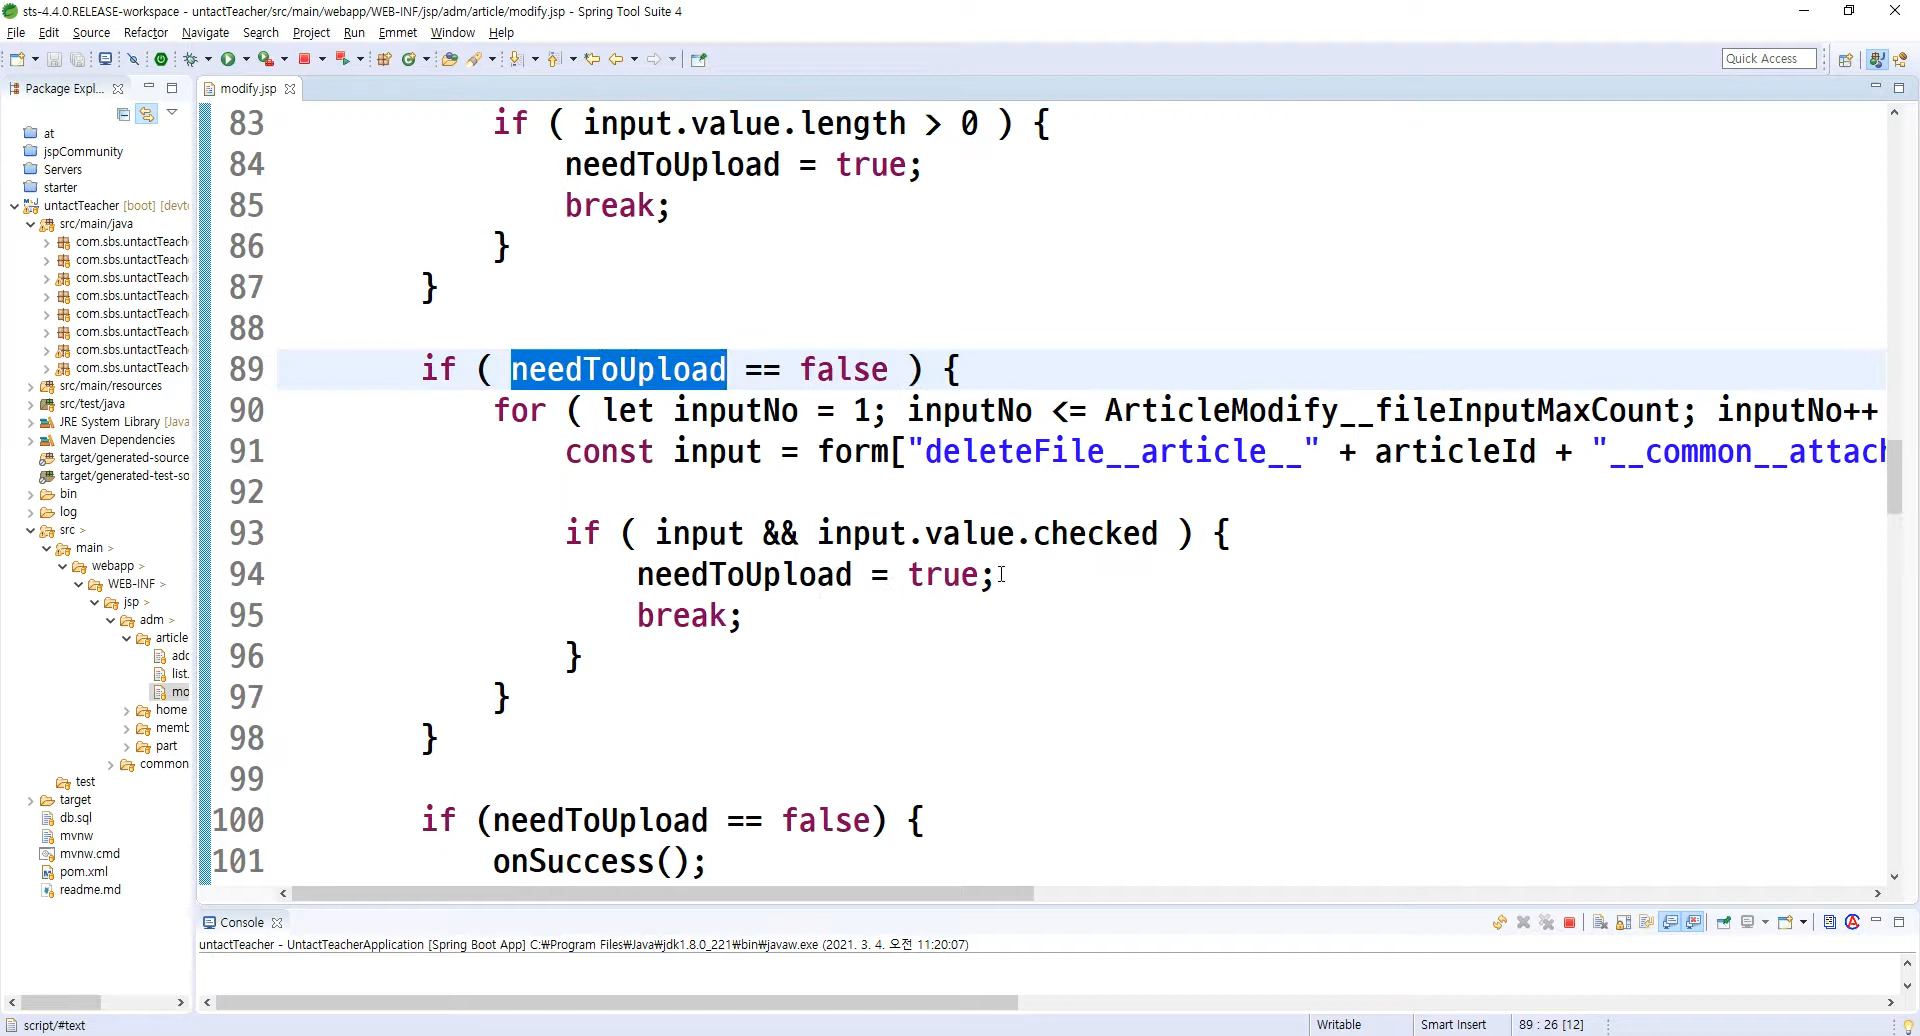 sts-4.4.0.RELEASE-workspace - untactTeacher/src/main/webapp/WEB-INF/jsp/adm/article/modify.jsp - Spring Tool Suite 4
File Edit Source Refactor Navigate Search Project Run Emmet Window Help
Quick Access
Package Expl...
modify.jsp
at
jspCommunity
Servers
starter
untactTeacher [boot] [devto
src/main/java
com.sbs.untactTeach
com.sbs.untactTeach
com.sbs.untactTeach
com.sbs.untactTeach
com.sbs.untactTeach
com.sbs.untactTeach
com.sbs.untactTeach
com.sbs.untactTeach
src/main/resources
src/test/java
JRE System Library [Java
Maven Dependencies
target/generated-source
target/generated-test-so
bin
log
src >
main >
webapp >
WEB-INF >
jsp >
adm >
article
adc
list.
mo
home
memb
part
common
test
target
db.sql
mvnw
mvnw.cmd
pom.xml
readme.md
83 if ( input.value.length > 0 ) {
84 needToUpload = true;
85 break;
86 }
87 }
88
89 if ( needToUpload == false ) {
90 for ( let inputNo = 1; inputNo <= ArticleModify__fileInputMaxCount; inputNo++
91 const input = form["deleteFile__article__" + articleId + "__common__attach
92
93 if ( input && input.value.checked ) {
94 needToUpload = true;
95 break;
96 }
97 }
98 }
99
100 if (needToUpload == false) {
101 onSuccess();
Console
untactTeacher - UntactTeacherApplication [Spring Boot App] C:₩Program Files₩Java₩jdk1.8.0_221₩bin₩javaw.exe (2021. 3. 4. 오전 11:20:07)
script/#text
Writable
Smart Insert
89 : 26 [12]